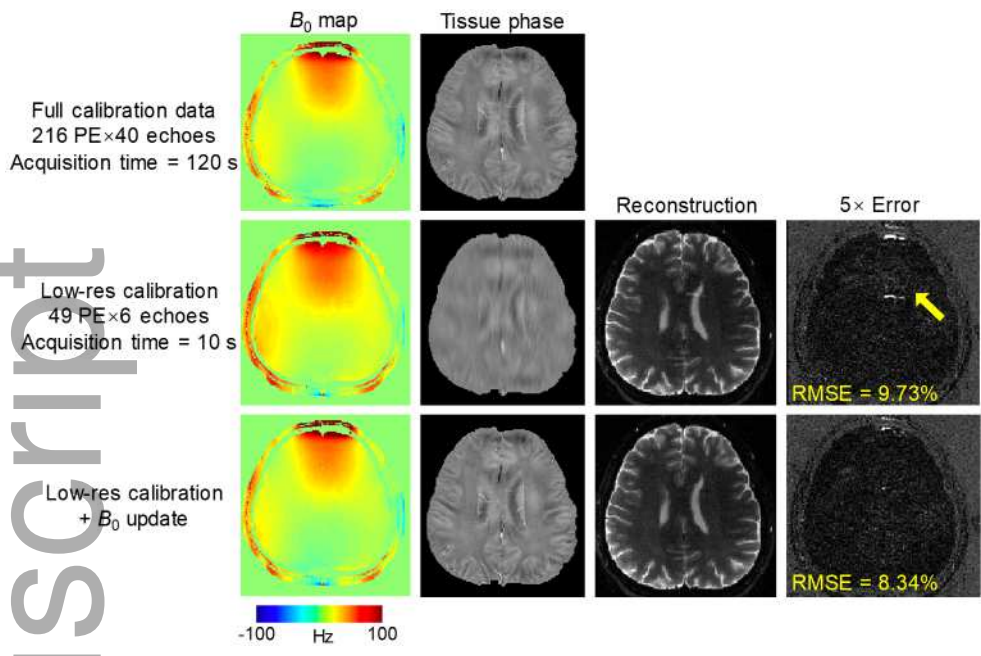 B0 map
Tissue phase
Full calibration data
216 PE×40 echoes
Acquisition time = 120 s
Reconstruction
5× Error
Low-res calibration
49 PE×6 echoes
Acquisition time = 10 s
RMSE = 9.73%
Low-res calibration
+ B0 update
RMSE = 8.34%
-100
Hz
100
script